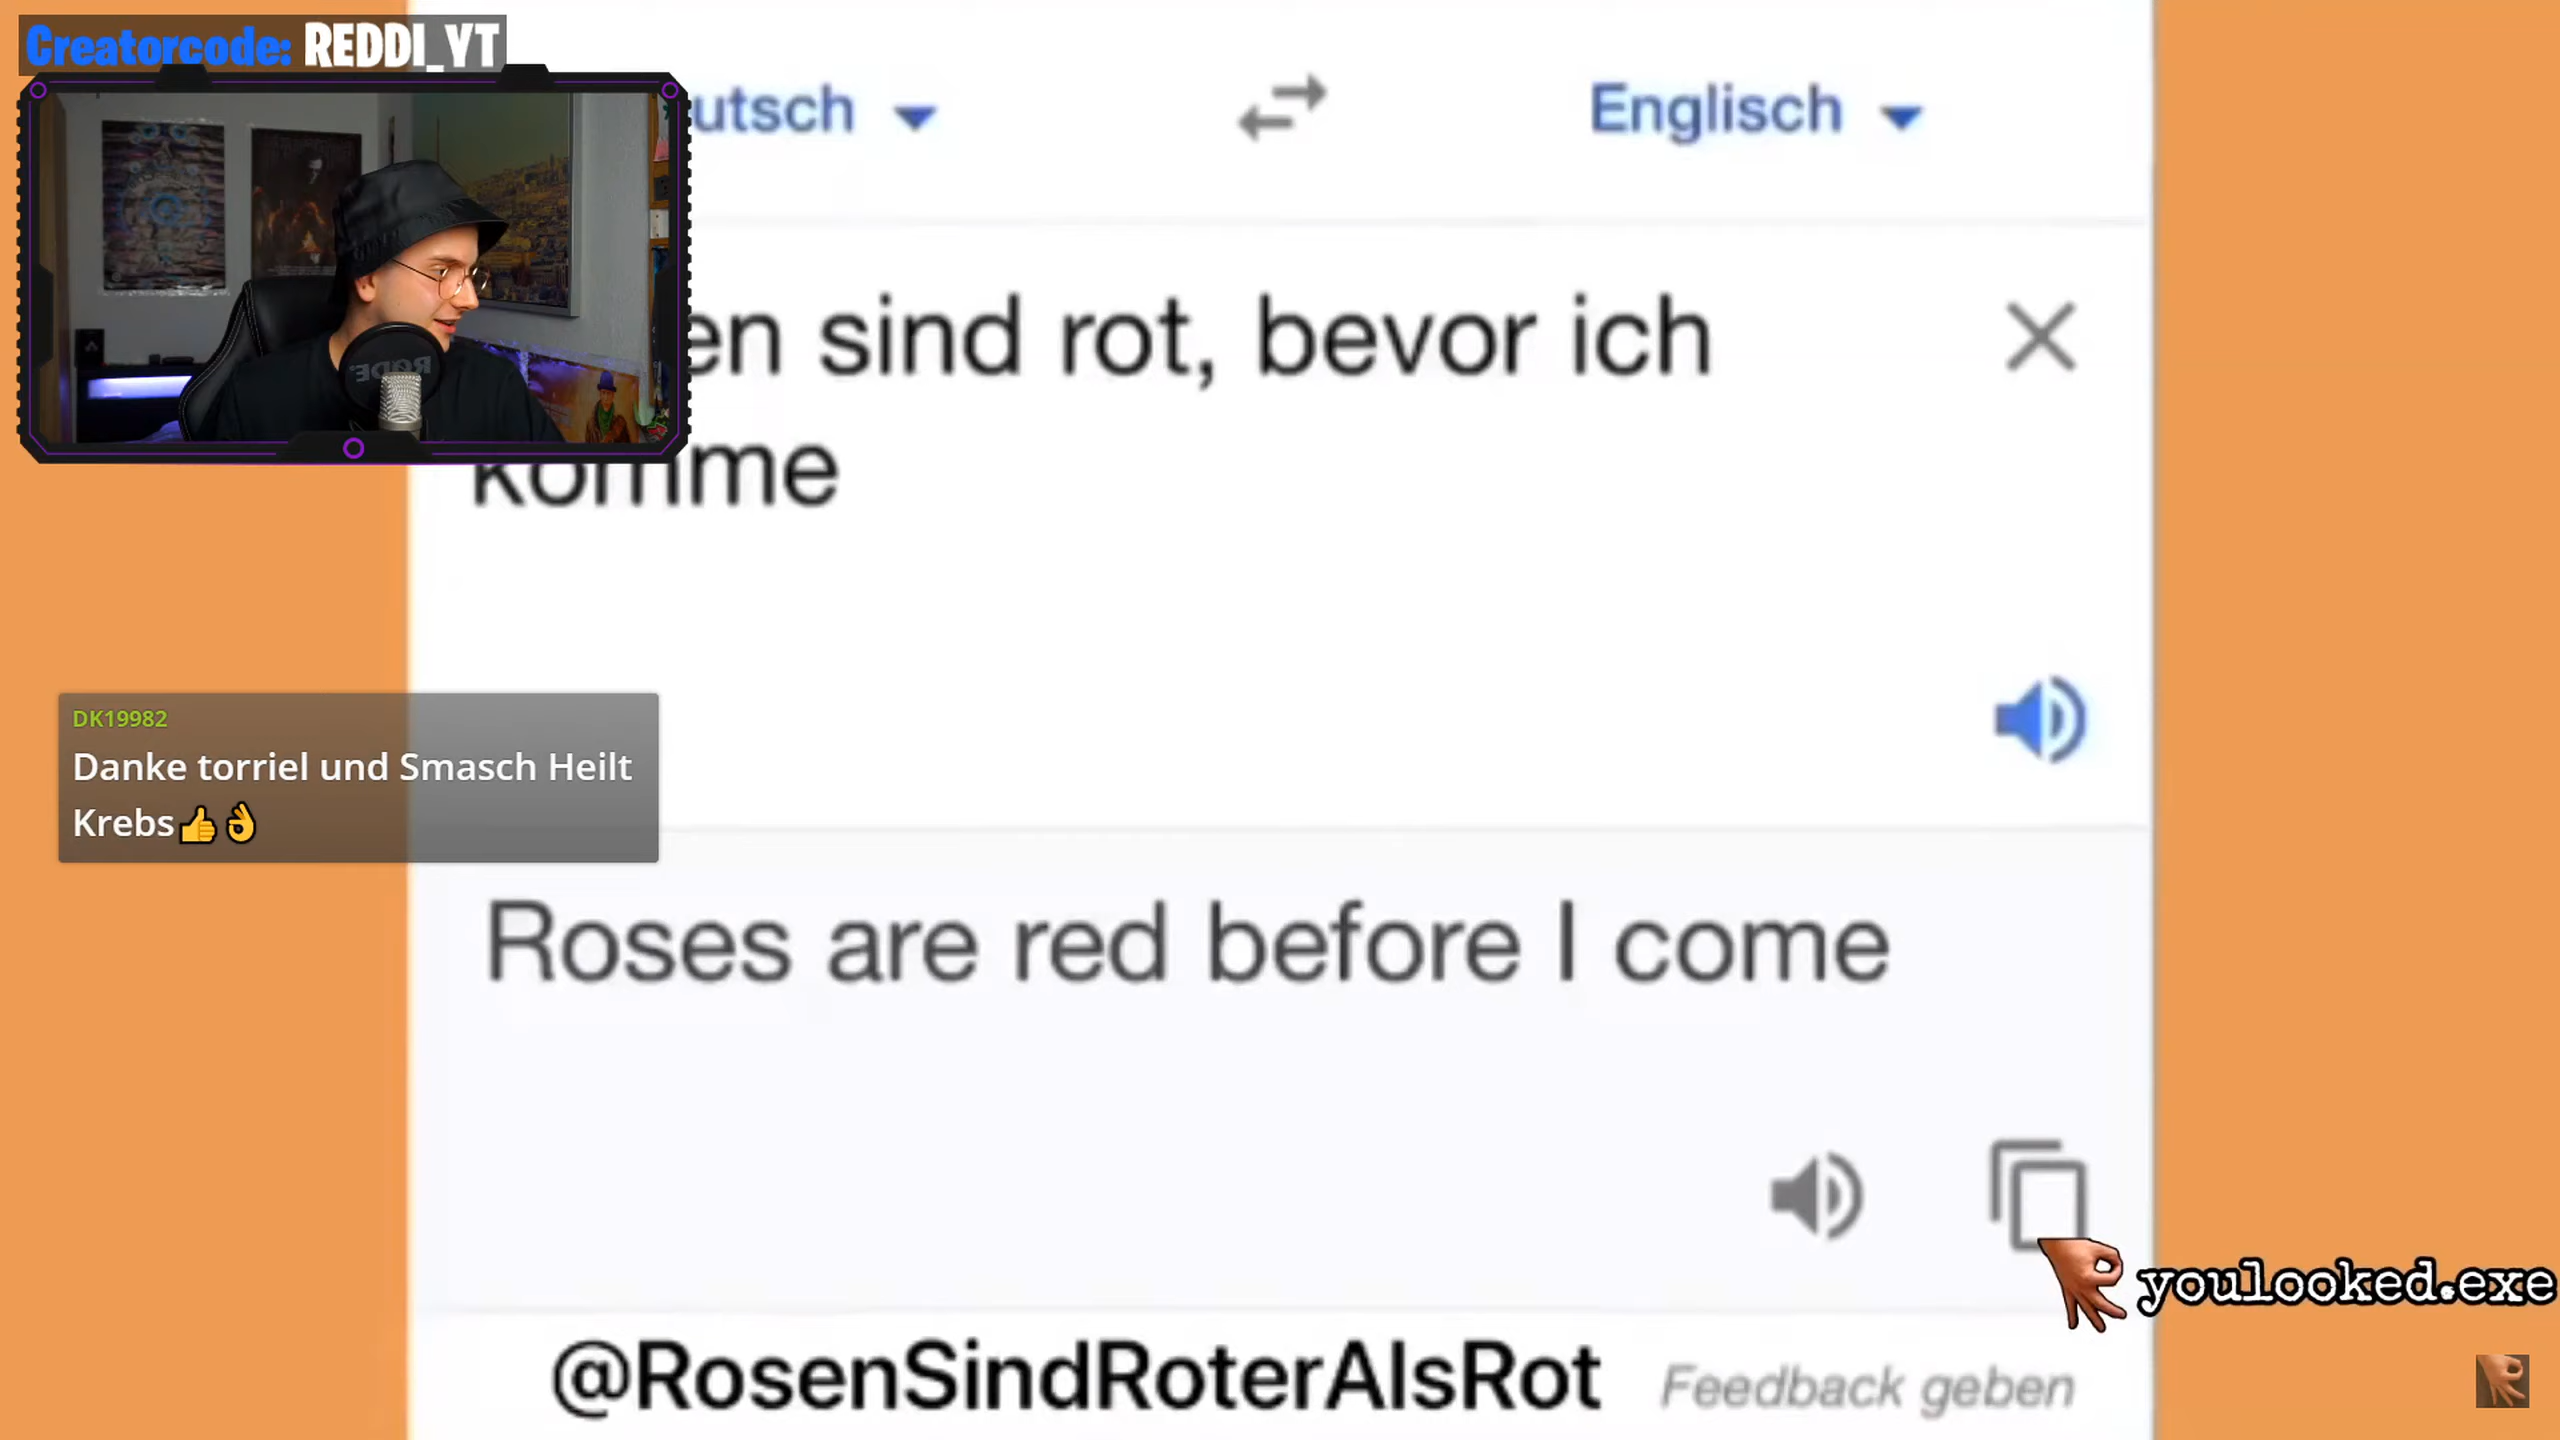 Creatorcode: REDDI_YT
utsch
Englisch
en sind rot, bevor ich
komme
DK19982
Danke torriel und Smasch Heilt
Krebs👍👌
Roses are red before I come
youlooked.exe
@RosenSindRoterAlsRot
Feedback geben